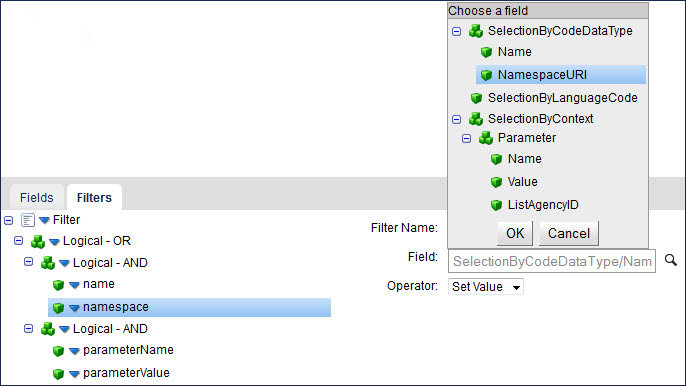 Choose a field
SelectionByCodeDataType
Name
NamespaceURI
SelectionByLanguageCode
SelectionByContext
Parameter
Name
Value
ListAgencyID
OK Cancel
Fields Filters
Filter
Logical - OR
Logical - AND
name
namespace
Logical - AND
parameterName
parameterValue
Filter Name:
Field: SelectionByCodeDataType/Nam
Operator: Set Value